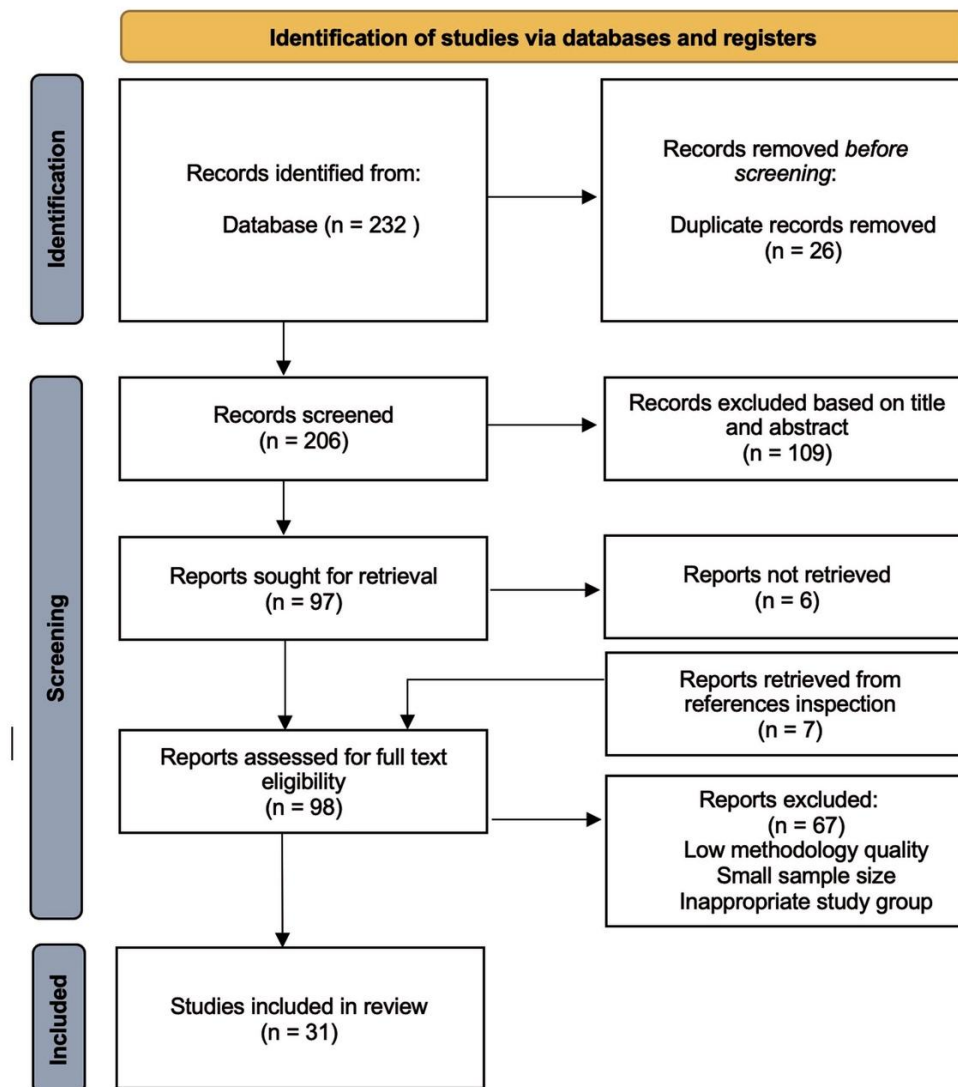 Identification of studies via databases and registers
Identification
Records identified from:
Database (n = 232 )
Records removed before
screening:
Duplicate records removed
(n = 26)
Screening
Records screened
(n = 206)
Records excluded based on title
and abstract
(n = 109)
Reports sought for retrieval
(n = 97)
Reports not retrieved
(n = 6)
Reports retrieved from
references inspection
(n = 7)
Reports assessed for full text
eligibility
(n = 98)
Reports excluded:
(n = 67)
Low methodology quality
Small sample size
Inappropriate study group
Included
Studies included in review
(n = 31)